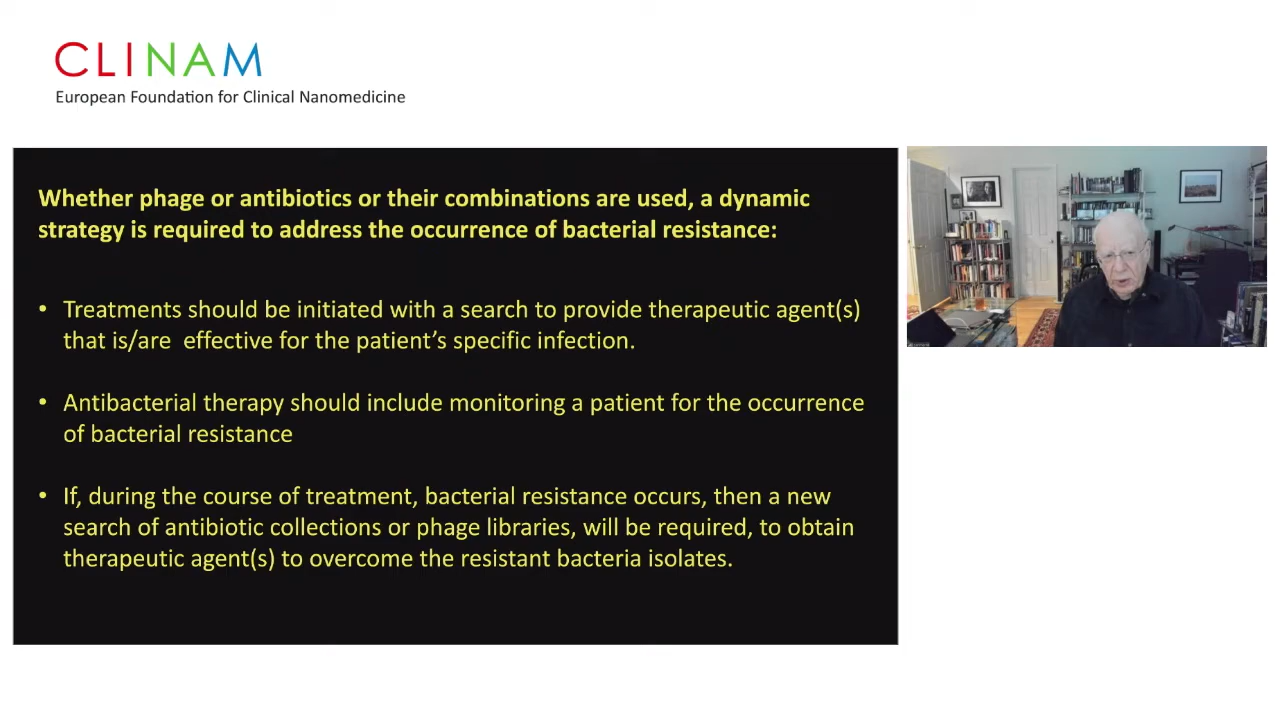 CLINAM
European Foundation for Clinical Nanomedicine
Whether phage or antibiotics or their combinations are used, a dynamic
strategy is required to address the occurrence of bacterial resistance:
• Treatments should be initiated with a search to provide therapeutic agent(s)
that is/are effective for the patient's specific infection.
• Antibacterial therapy should include monitoring a patient for the occurrence
of bacterial resistance
• If, during the course of treatment, bacterial resistance occurs, then a new
search of antibiotic collections or phage libraries, will be required, to obtain
therapeutic agent(s) to overcome the resistant bacteria isolates.